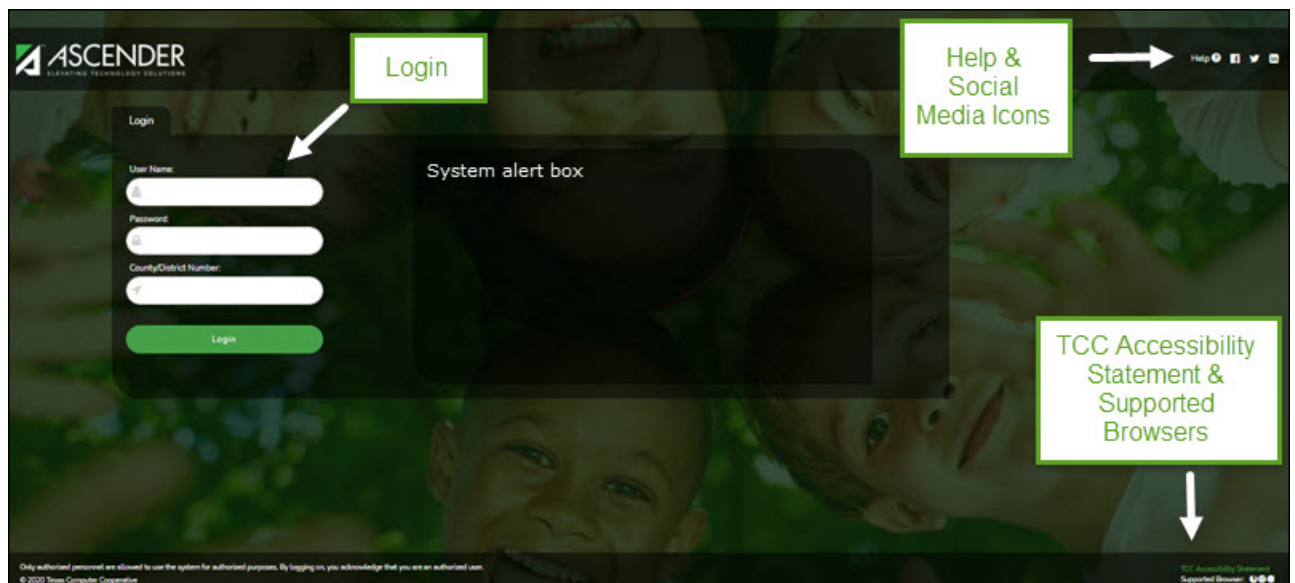 ASCENDER
ELEVATING TECHNOLOGY SOLUTIONS
Login
Help &
Social
Media Icons
Help
Login
User Name:
Password:
County/District Number:
Login
System alert box
TCC Accessibility
Statement &
Supported
Browsers
Only authorized personnel are allowed to use the system for authorized purposes. By logging on, you acknowledge that you are an authorized user.
© 2020 Texas Computer Cooperative
TCC Accessibility Statement
Supported Browser: